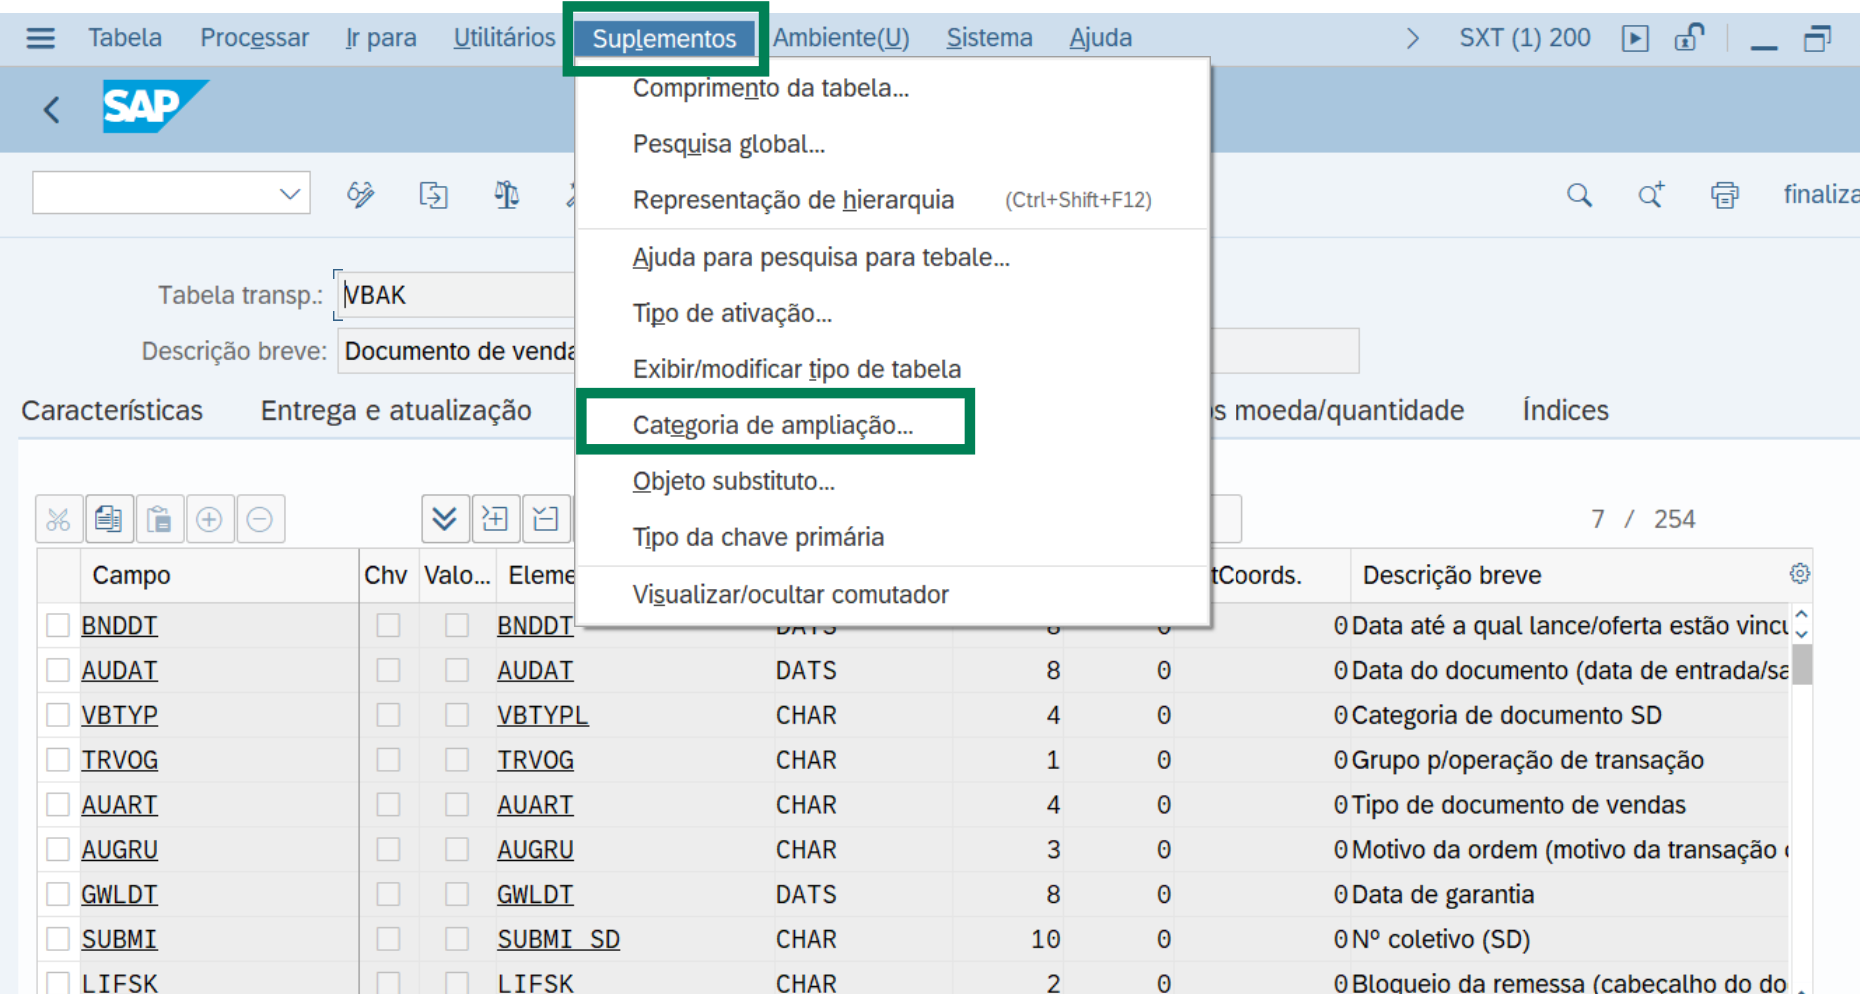 Tabela Processar Ir para Utilitários Suplementos Ambiente(U) Sistema Ajuda SXT (1) 200
SAP
Comprimento da tabela...
Pesquisa global...
Representação de hierarquia (Ctrl+Shift+F12)
Ajuda para pesquisa para tebale...
Tipo de ativação...
Exibir/modificar tipo de tabela
Categoria de ampliação...
Objeto substituto...
Tipo da chave primária
Visualizar/ocultar comutador
finaliza
Tabela transp.: VBAK
Descrição breve: Documento de venda
Características Entrega e atualização s moeda/quantidade Índices
7 / 254
Campo Chv Valo... Eleme tCoords. Descrição breve
BNDDT BNDDT DATS 8 0 0 Data até a qual lance/oferta estão vincu
AUDAT AUDAT DATS 8 0 0 Data do documento (data de entrada/sa
VBTYP VBTYPL CHAR 4 0 0 Categoria de documento SD
TRVOG TRVOG CHAR 1 0 0 Grupo p/operação de transação
AUART AUART CHAR 4 0 0 Tipo de documento de vendas
AUGRU AUGRU CHAR 3 0 0 Motivo da ordem (motivo da transação
GWLDT GWLDT DATS 8 0 0 Data de garantia
SUBMI SUBMI_SD CHAR 10 0 0 Nº coletivo (SD)
LIFSK LIFSK CHAR 2 0 0 Bloqueio da remessa (cabeçalho do do